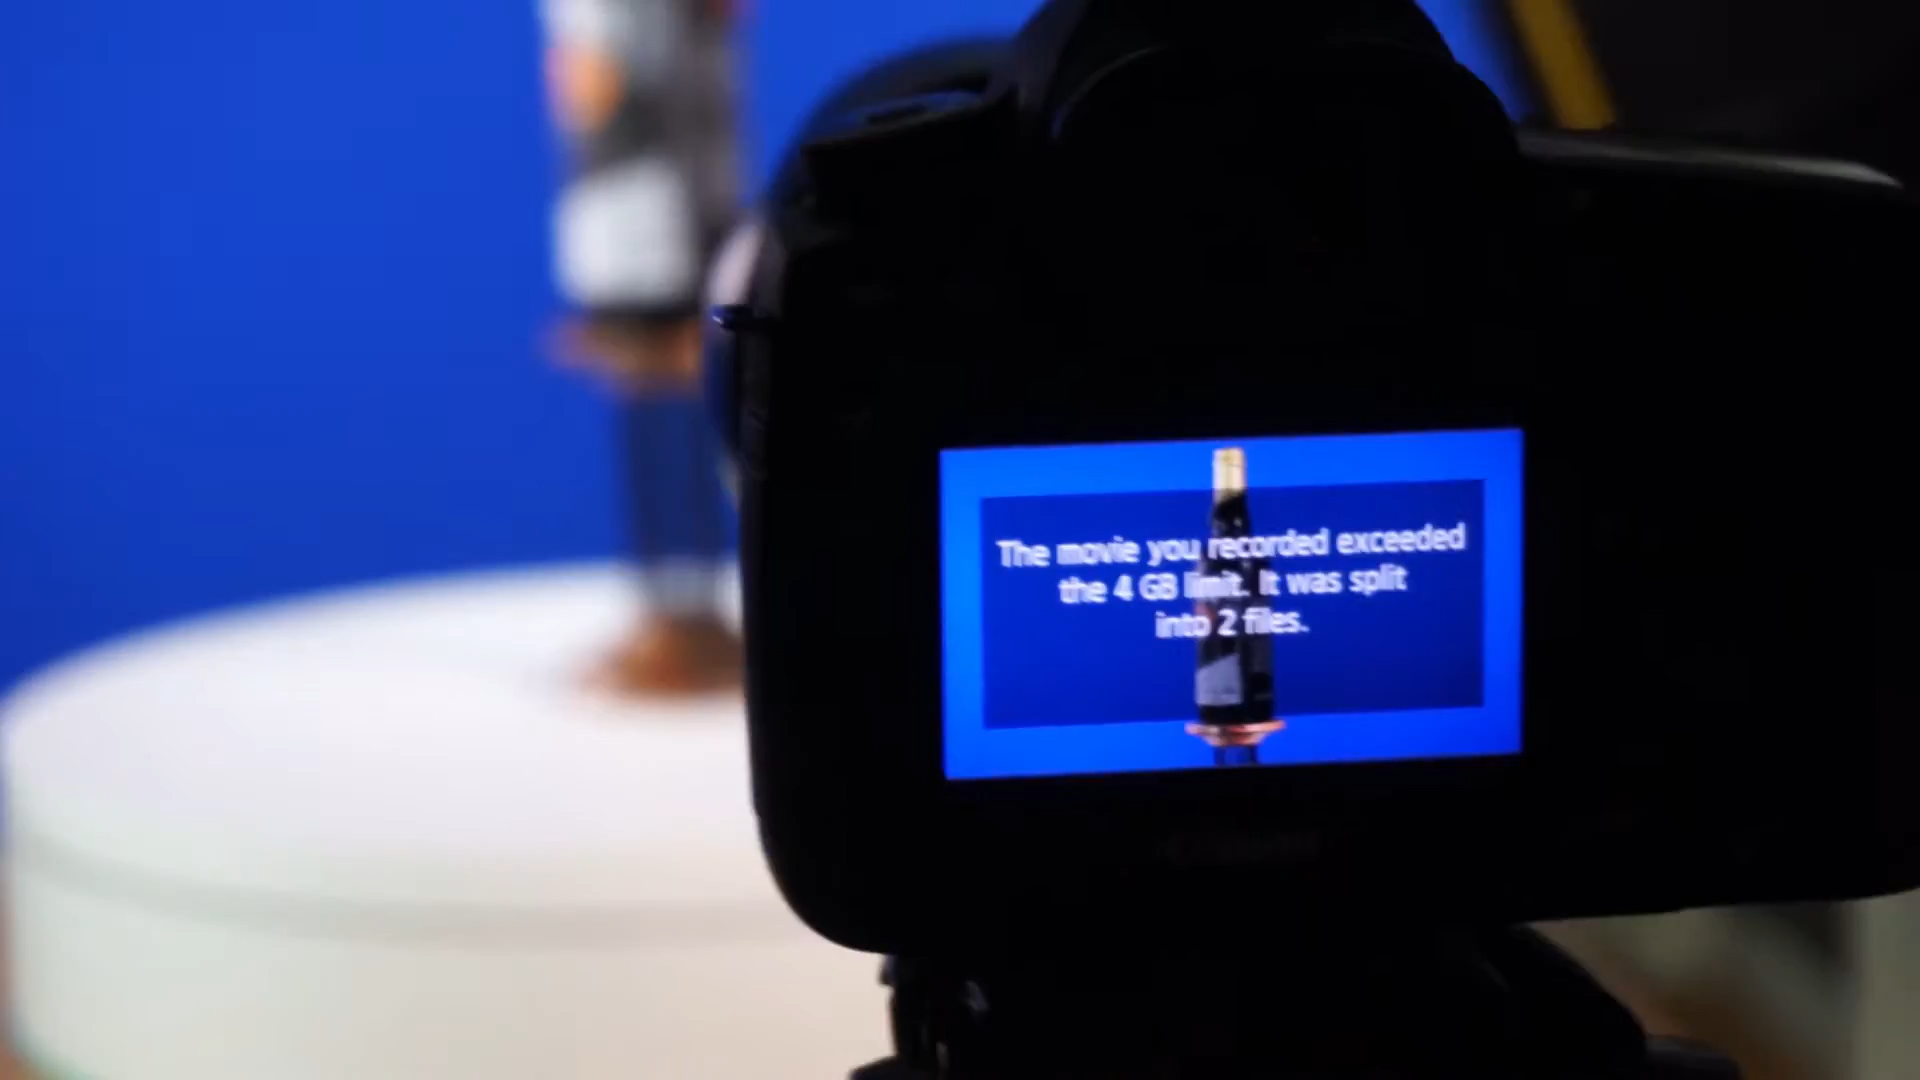 The movie you recorded exceeded
the 4 GB limit. It was split
into 2 files.